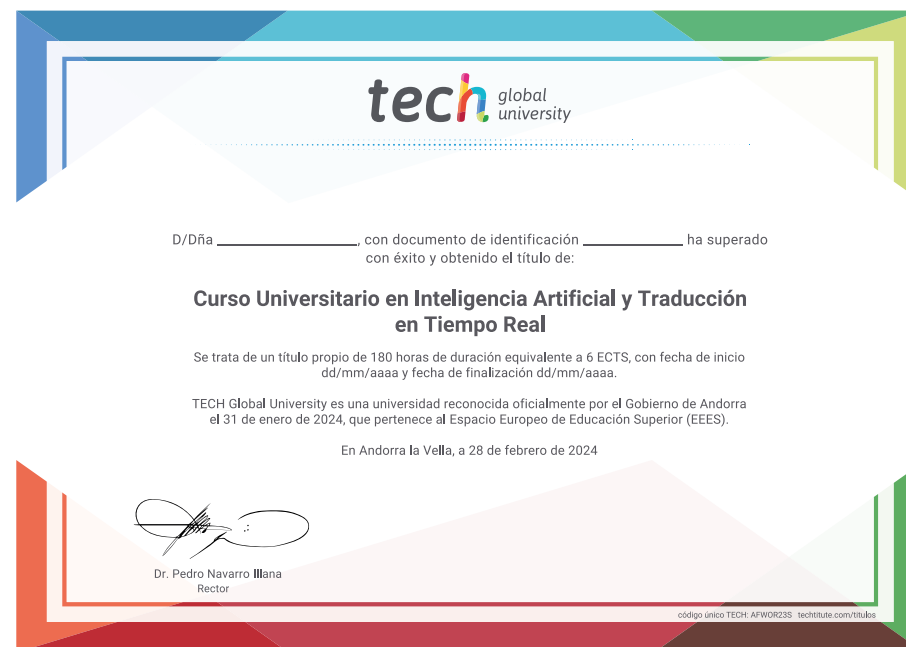 tech global university
D/Dña ____________________, con documento de identificación ______________ ha superado
con éxito y obtenido el título de:
Curso Universitario en Inteligencia Artificial y Traducción
en Tiempo Real
Se trata de un título propio de 180 horas de duración equivalente a 6 ECTS, con fecha de inicio
dd/mm/aaaa y fecha de finalización dd/mm/aaaa.
TECH Global University es una universidad reconocida oficialmente por el Gobierno de Andorra
el 31 de enero de 2024, que pertenece al Espacio Europeo de Educación Superior (EEES).
En Andorra la Vella, a 28 de febrero de 2024
Dr. Pedro Navarro Illana
Rector
código único TECH: AFWOR23S techtitute.com/titulos